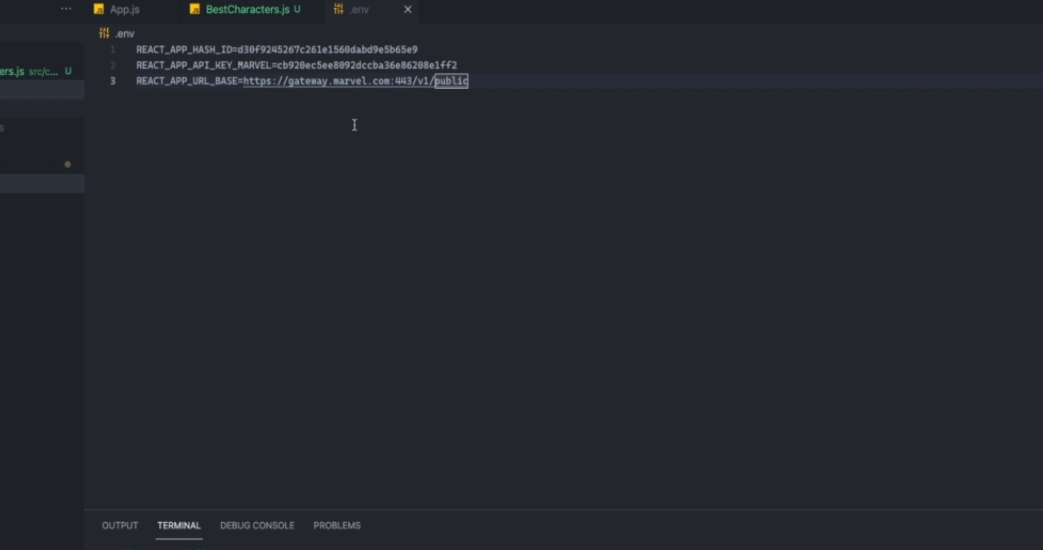 ... App.js BestCharacters.js U .env
.env
ers.js src/c... U
1 REACT_APP_HASH_ID=d30f9245267c261e1560dabd9e5b65e9
2 REACT_APP_API_KEY_MARVEL=cb920ec5ee8092dccba36e86208e1ff2
3 REACT_APP_URL_BASE=https://gateway.marvel.com:443/v1/public
s
OUTPUT TERMINAL DEBUG CONSOLE PROBLEMS